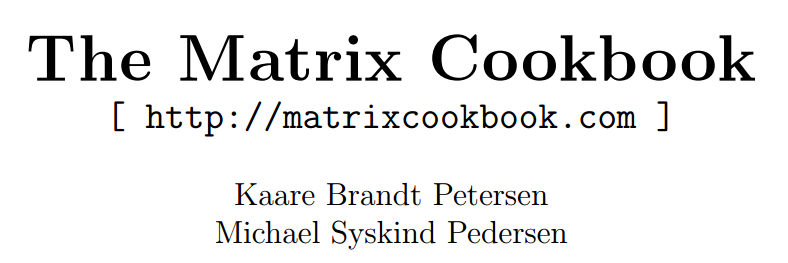 The Matrix Cookbook
[ http://matrixcookbook.com ]
Kaare Brandt Petersen
Michael Syskind Pedersen